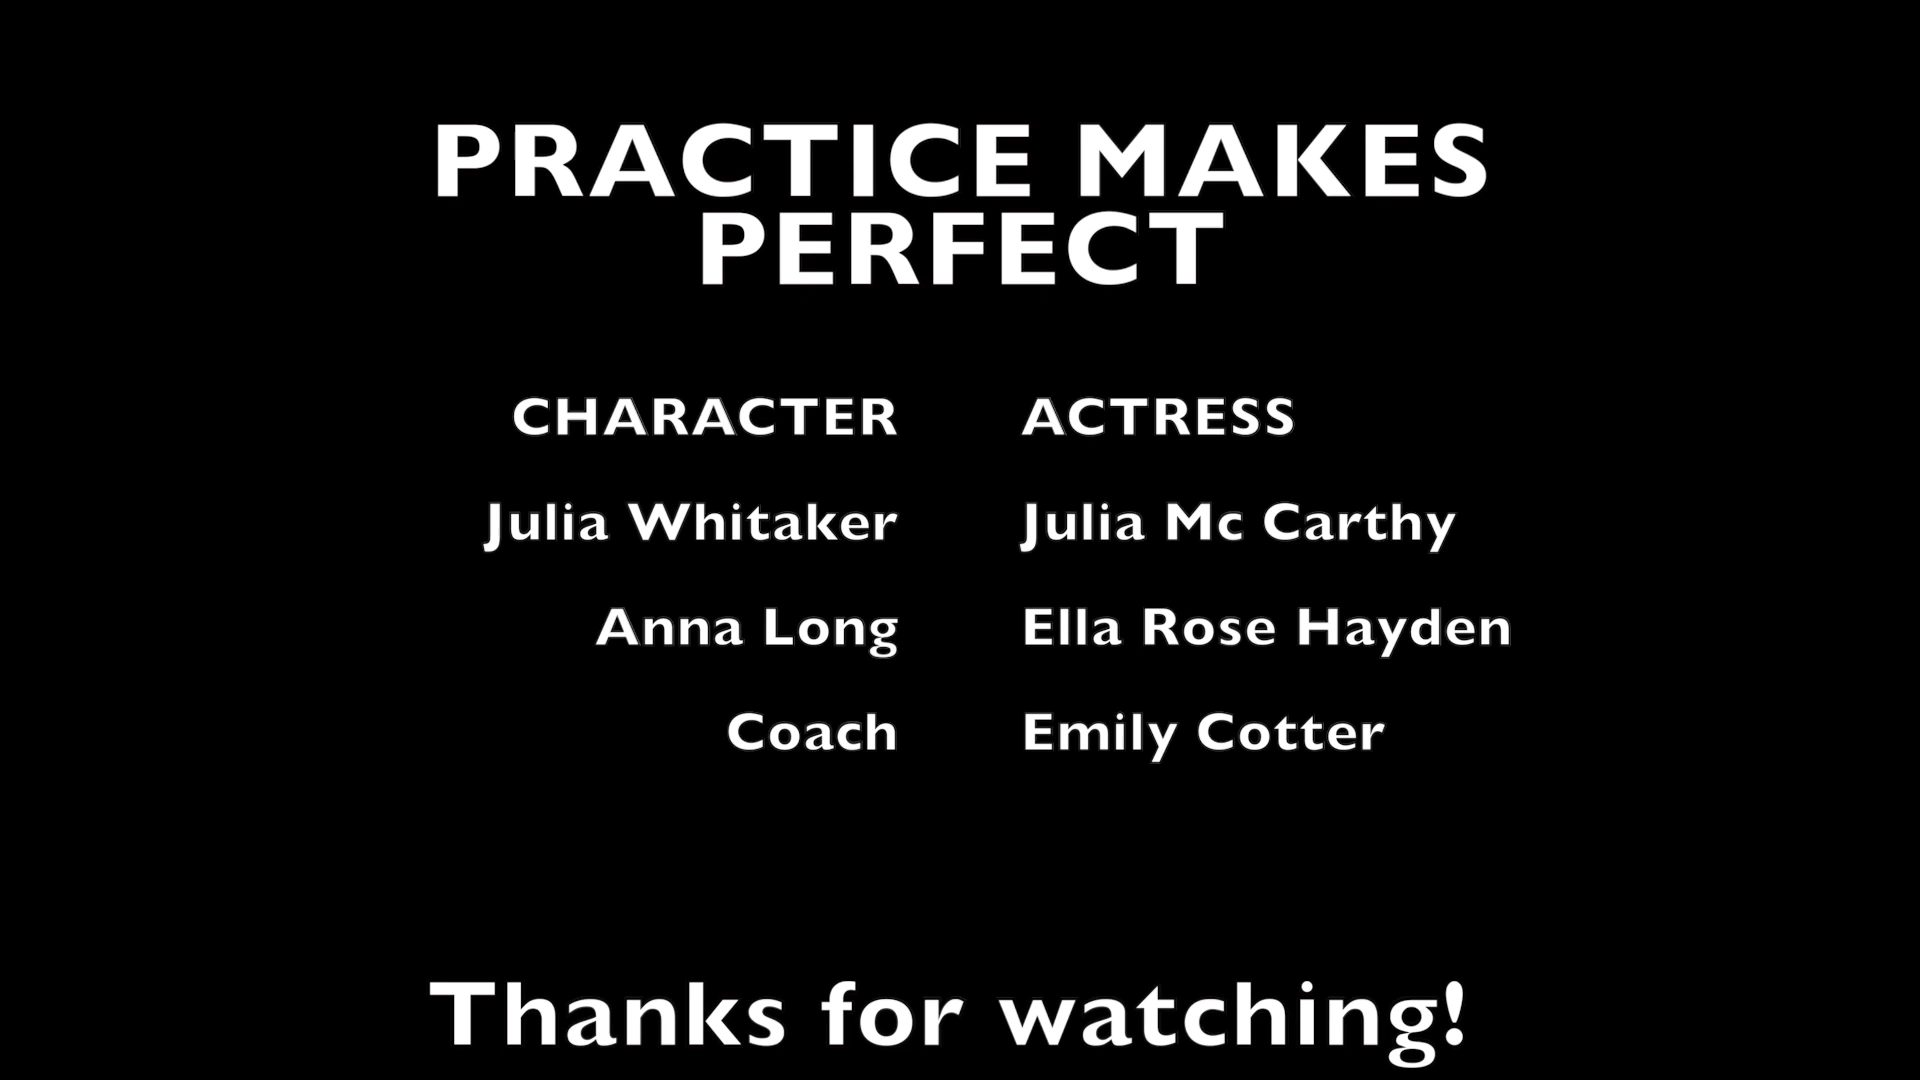 PRACTICE MAKES
PERFECT
CHARACTER ACTRESS
Julia Whitaker Julia Mc Carthy
Anna Long Ella Rose Hayden
Coach Emily Cotter
Thanks for watching!